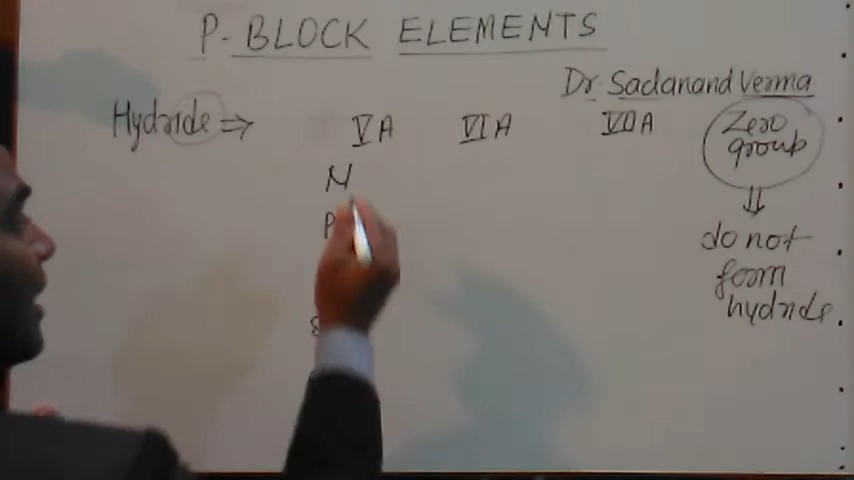 P-BLOCK ELEMENTS
Dr. Sadanand Verma
Hydride ⇒ VA VIA VIIA Zero group
N
P
⇓
do not
form
hydride